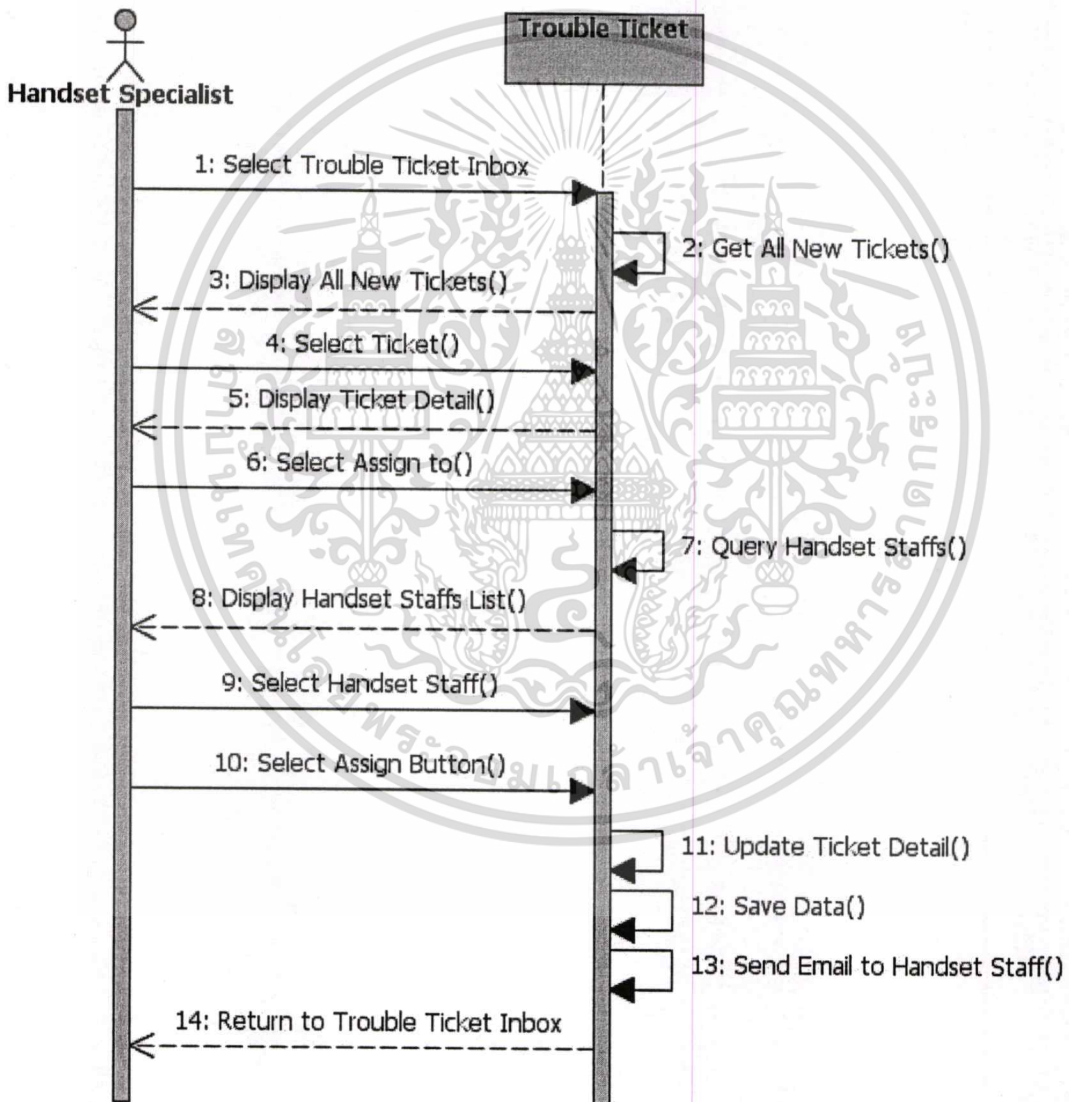 Trouble Ticket
Handset Specialist
1: Select Trouble Ticket Inbox
2: Get All New Tickets()
3: Display All New Tickets()
4: Select Ticket()
5: Display Ticket Detail()
6: Select Assign to()
7: Query Handset Staffs()
8: Display Handset Staffs List()
9: Select Handset Staff()
10: Select Assign Button()
11: Update Ticket Detail()
12: Save Data()
13: Send Email to Handset Staff()
14: Return to Trouble Ticket Inbox